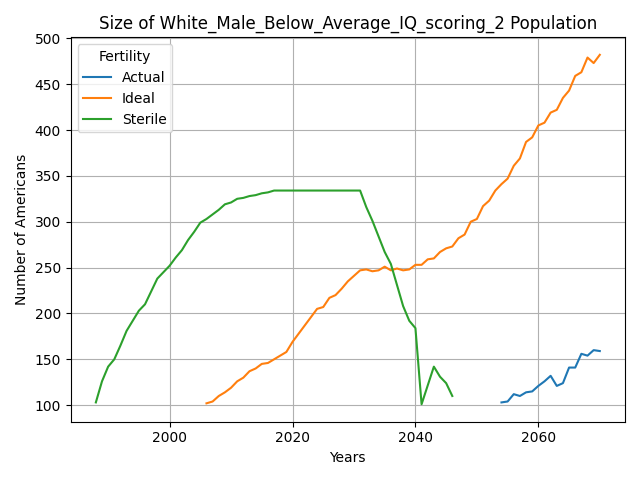 Size of White_Male_Below_Average_IQ_scoring_2 Population
Fertility
Actual
Ideal
Sterile
500
450
400
350
300
250
200
150
100
Number of Americans
2000
2020
2040
2060
Years